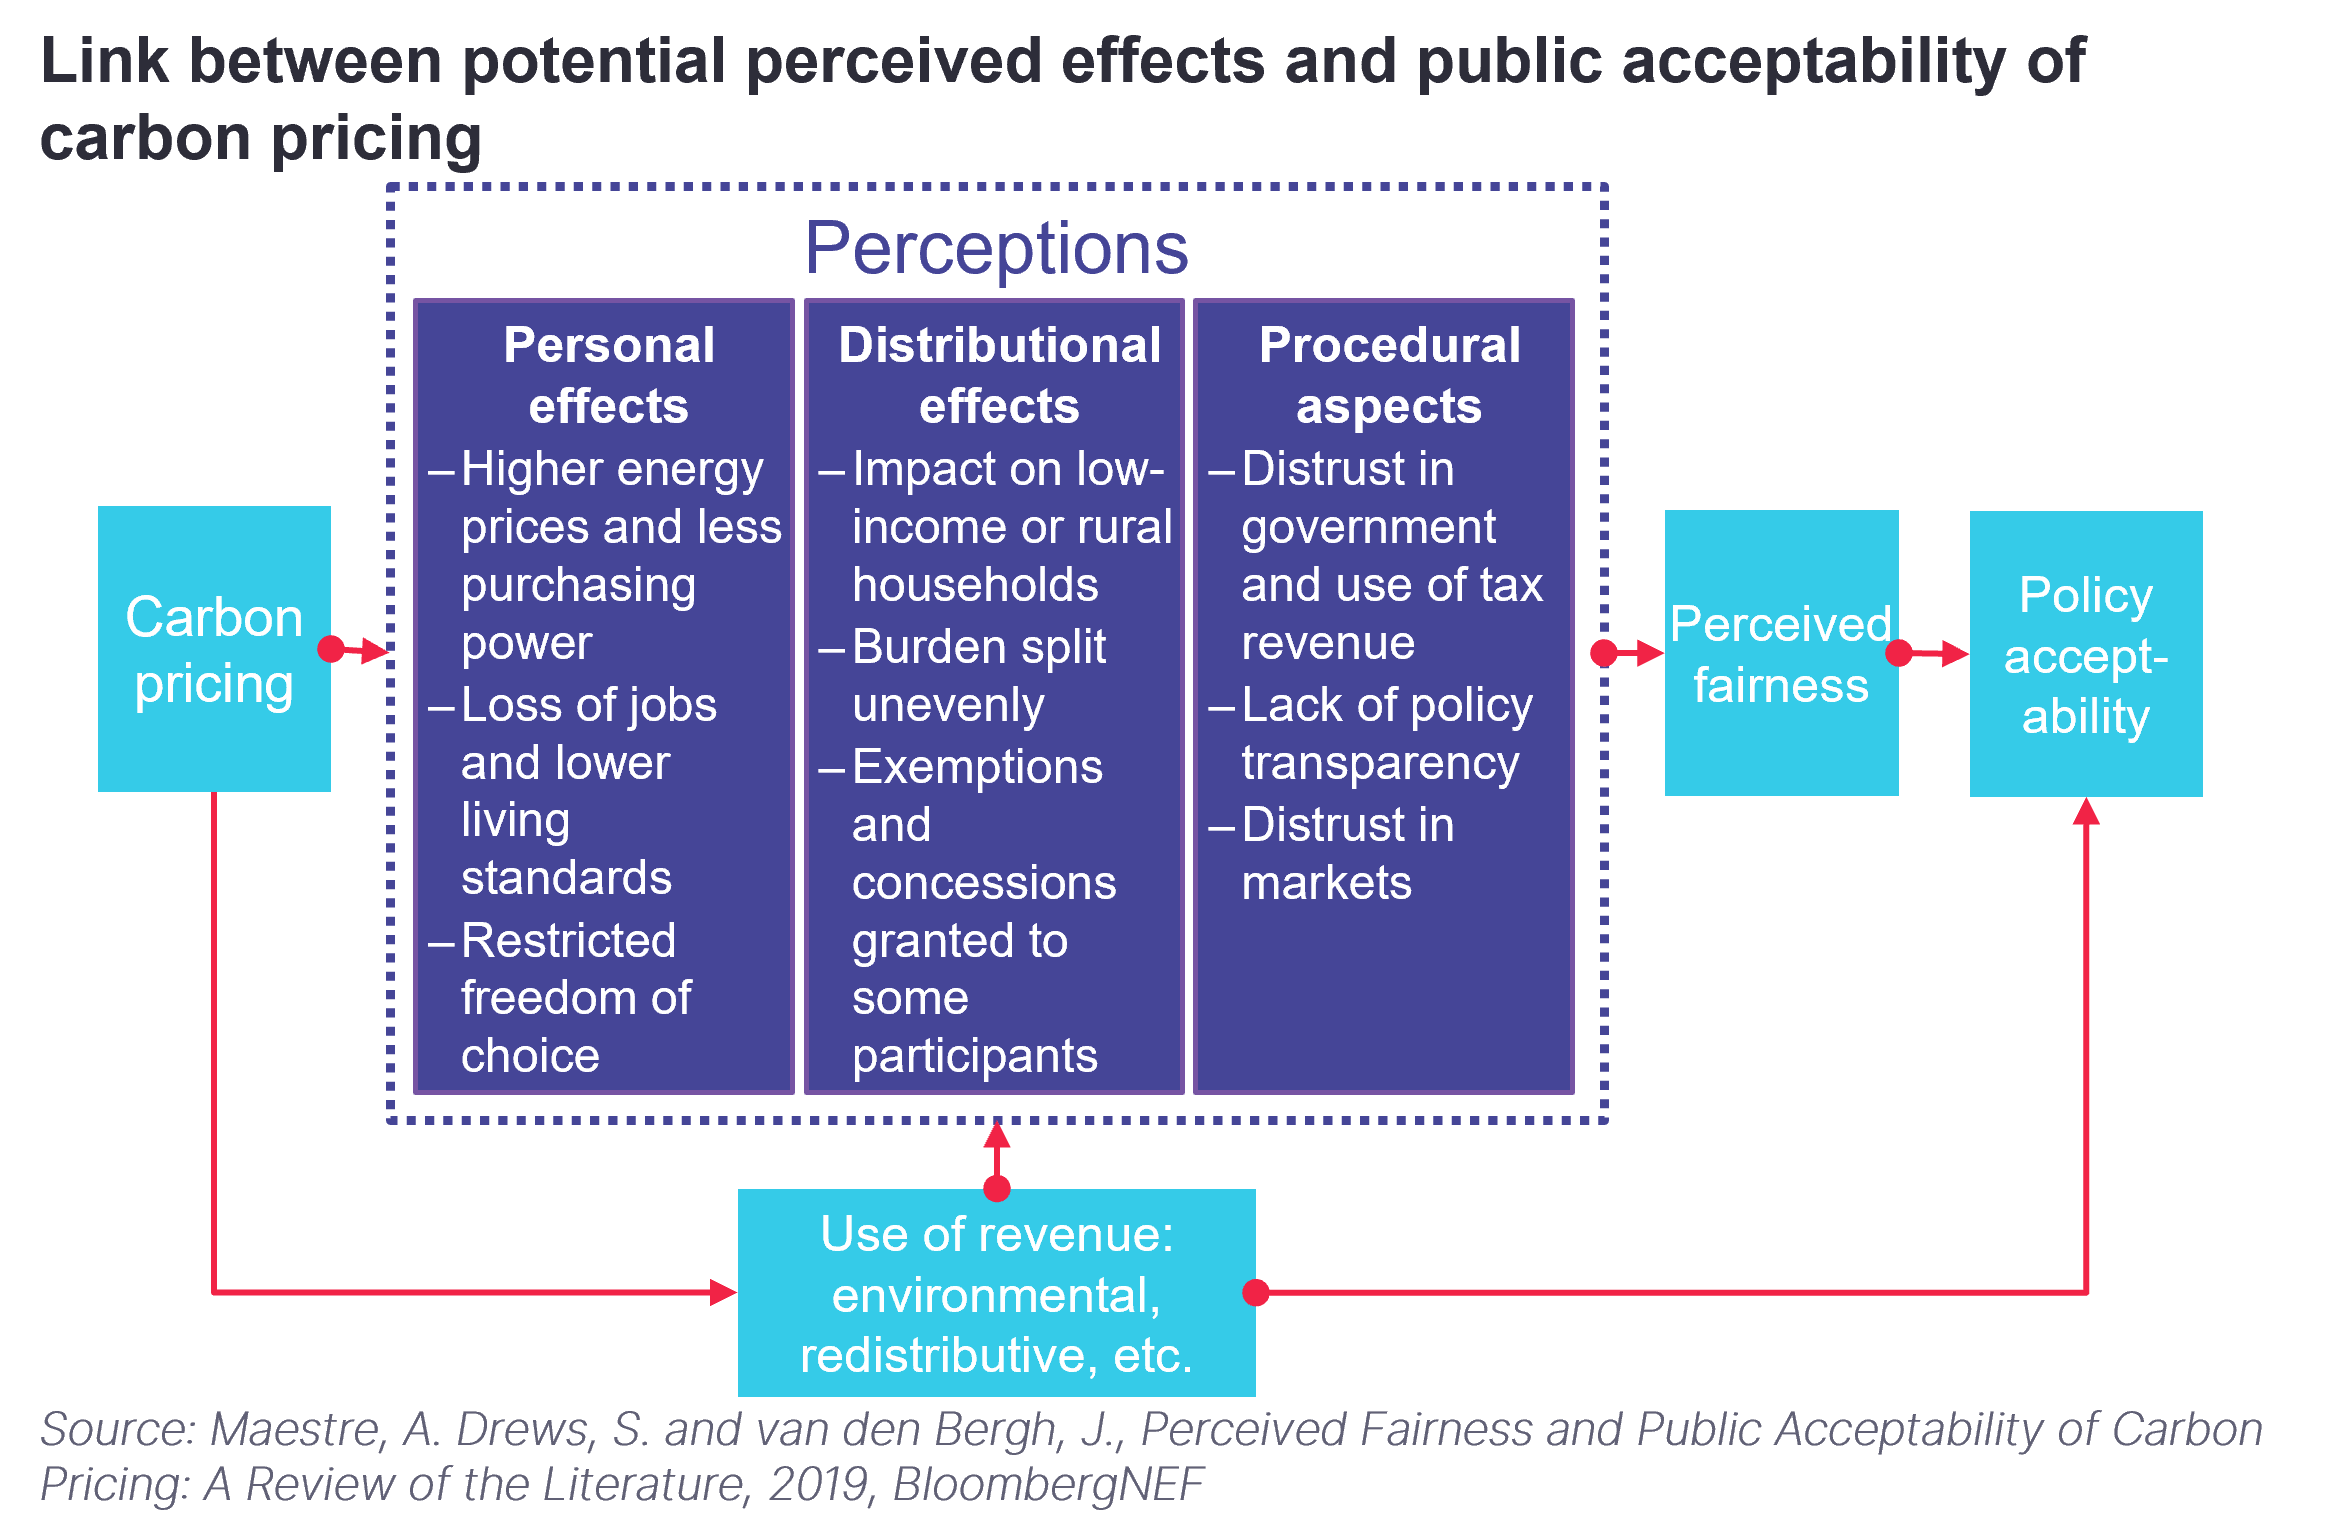 Link between potential perceived effects and public acceptability of
carbon pricing
Perceptions
Carbon
pricing
Personal
effects
– Higher energy
prices and less
purchasing
power
– Loss of jobs
and lower
living
standards
– Restricted
freedom of
choice
Distributional
effects
– Impact on low-
income or rural
households
– Burden split
unevenly
– Exemptions
and
concessions
granted to
some
participants
Procedural
aspects
– Distrust in
government
and use of tax
revenue
– Lack of policy
transparency
– Distrust in
markets
Perceived
fairness
Policy
accept-
ability
Use of revenue:
environmental,
redistributive, etc.
Source: Maestre, A. Drews, S. and van den Bergh, J., Perceived Fairness and Public Acceptability of Carbon
Pricing: A Review of the Literature, 2019, BloombergNEF